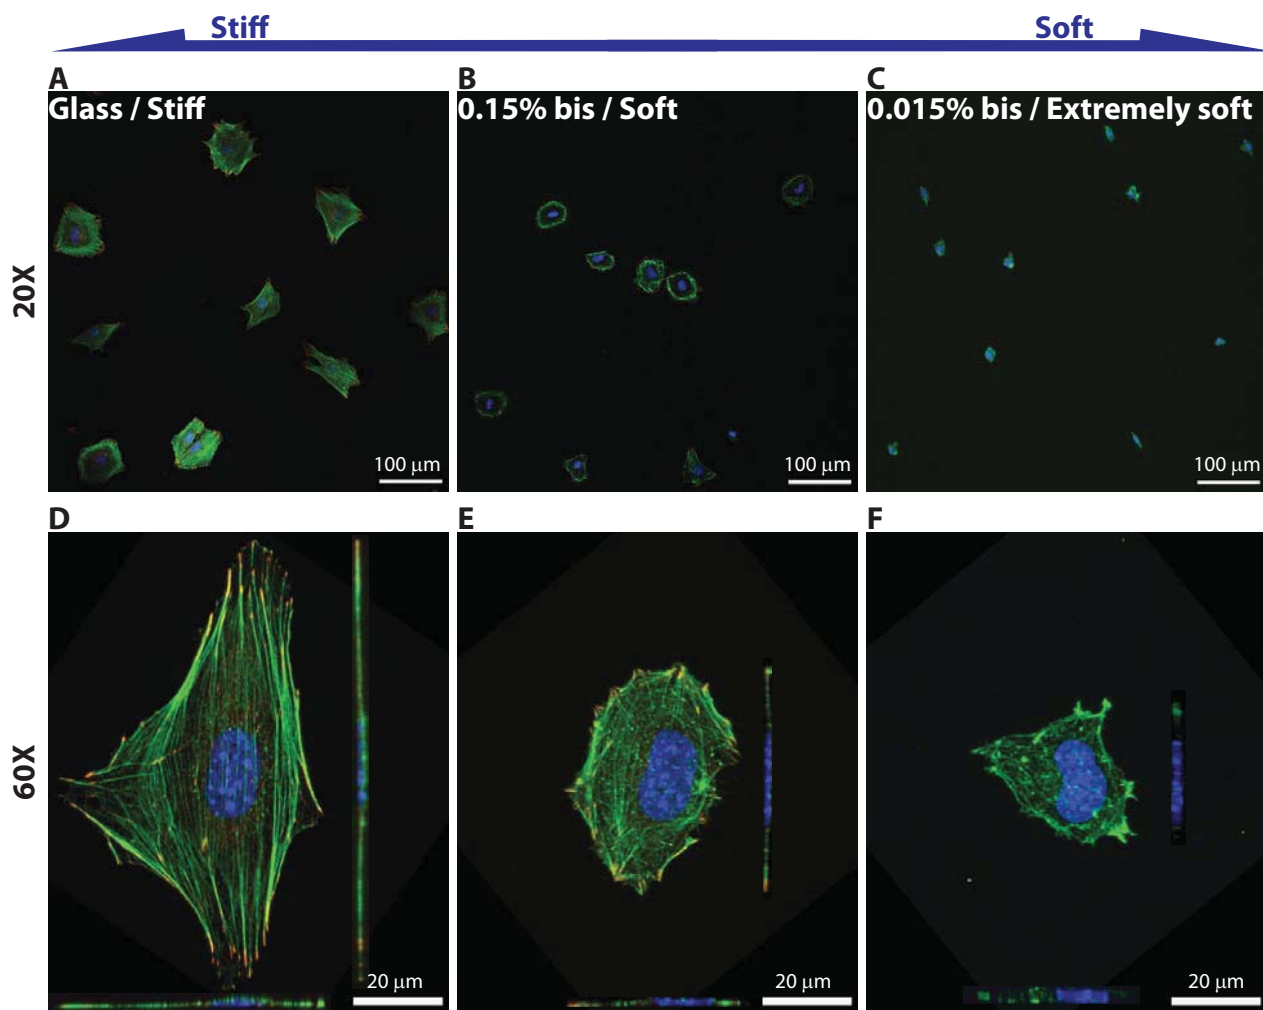 Stiff Soft
A B C
Glass / Stiff 0.15% bis / Soft 0.015% bis / Extremely soft
20X
100 μm 100 μm 100 μm
D E F
60X
20 μm 20 μm 20 μm